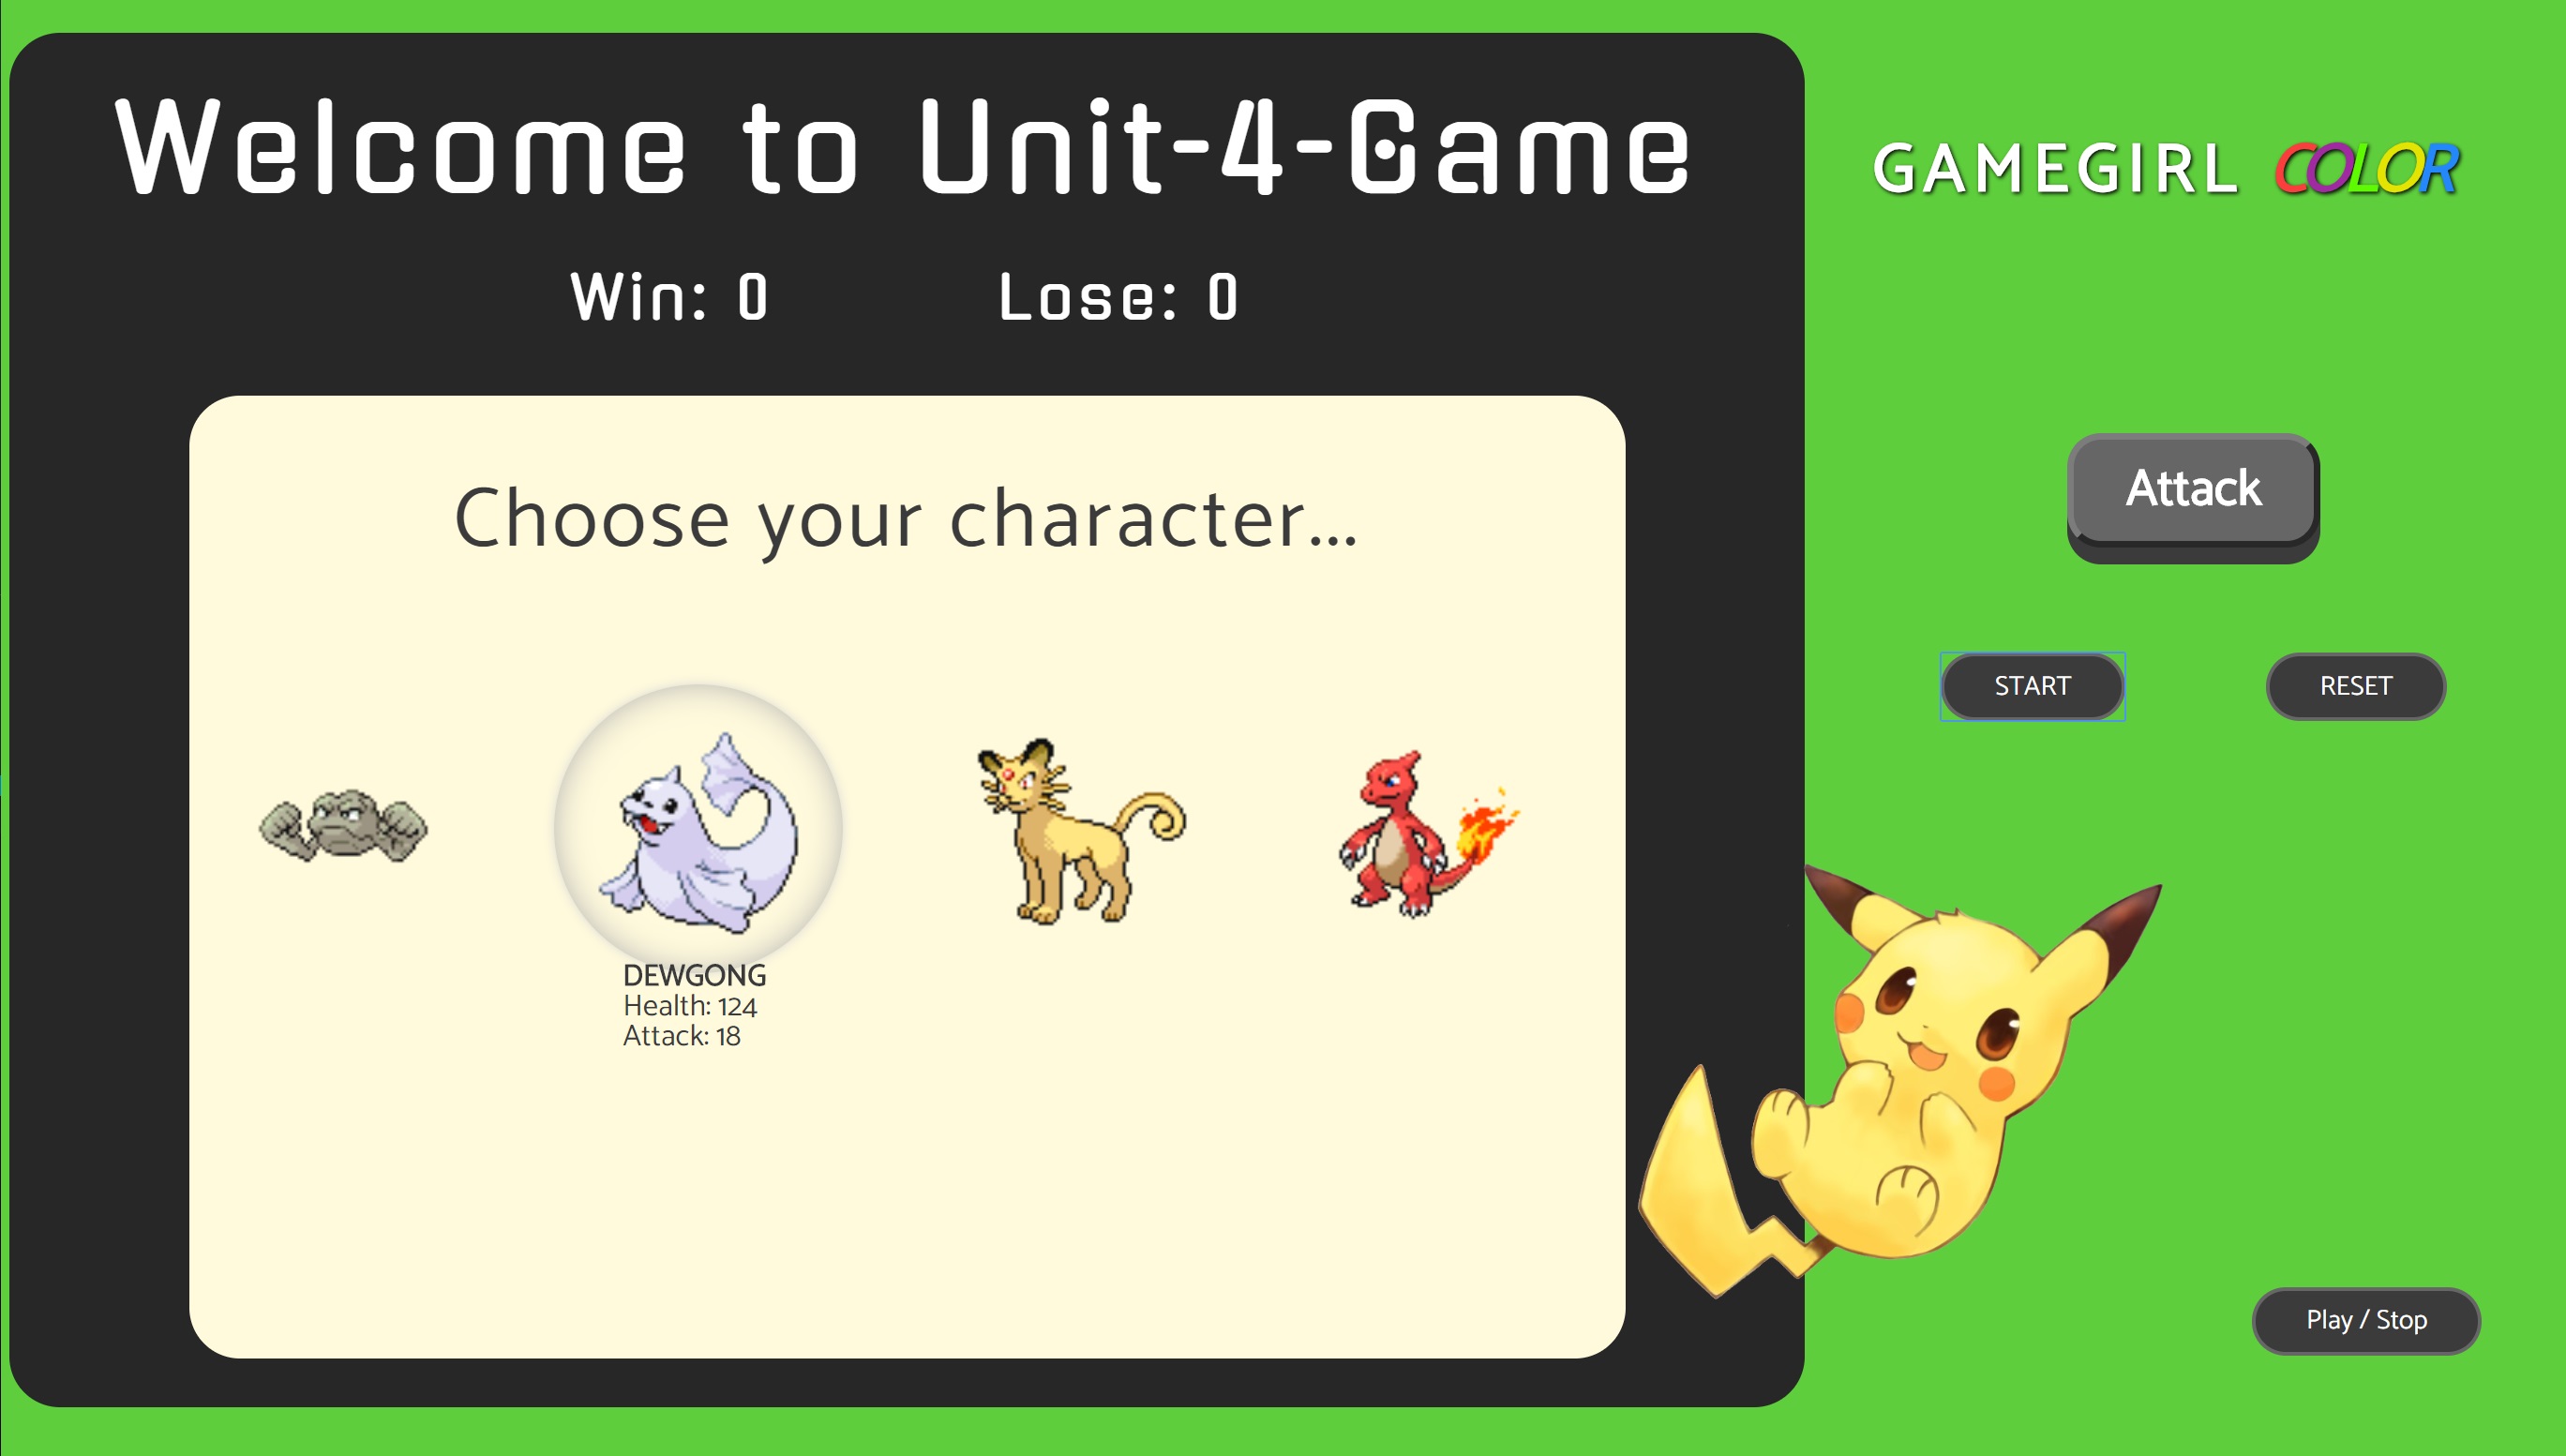 Welcome to Unit-4-Game
GAMEGIRL COLOR
Win: 0 Lose: 0
Choose your character...
Attack
START RESET
DEWGONG
Health: 124
Attack: 18
Play / Stop